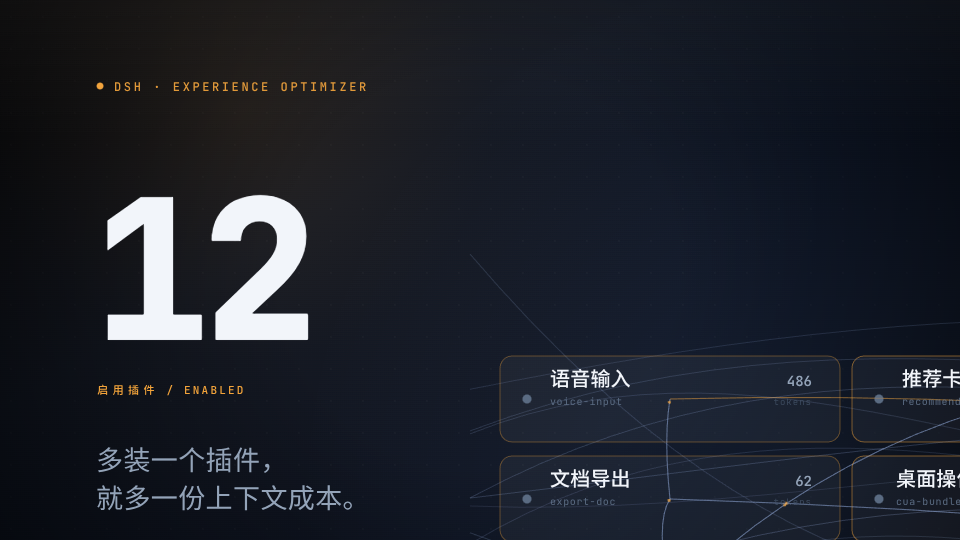 DSH · EXPERIENCE OPTIMIZER
12
启用插件 / ENABLED
多装一个插件，
就多一份上下文成本。
语音输入
486
voice-input
tokens
推荐卡
recommend
文档导出
62
export-doc
tokens
桌面操
cua-bundle